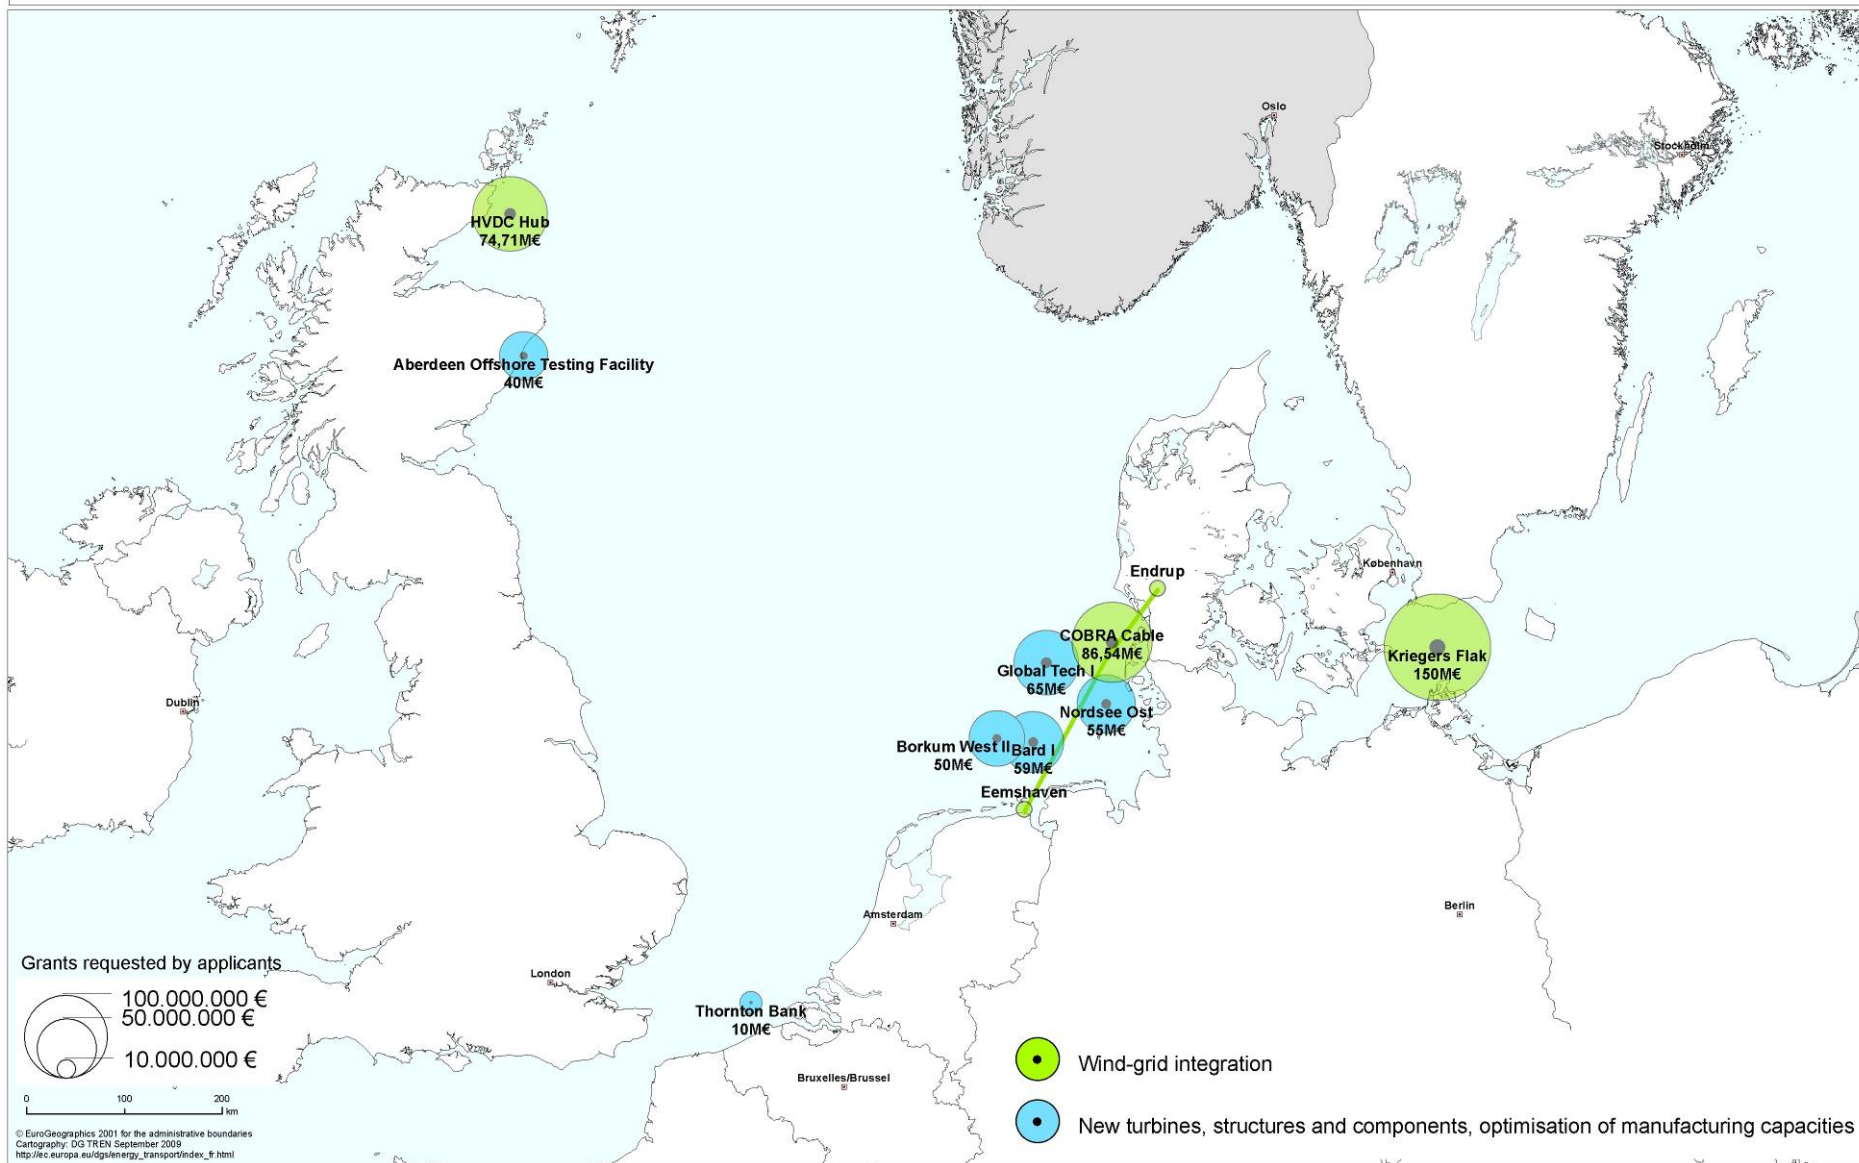 Oslo
Stockholm
HVDC Hub
74,71M€
Aberdeen Offshore Testing Facility
40M€
Endrup
København
COBRA Cable
86,54M€
Kriegers Flak
150M€
Global Tech I
65M€
Dublin
Nordsee Ost
55M€
Borkum West II
50M€
Bard I
59M€
Eemshaven
Amsterdam
Berlin
London
Thornton Bank
10M€
Bruxelles/Brussel
Grants requested by applicants
100.000.000 €
50.000.000 €
10.000.000 €
0 100 200
km
Wind-grid integration
New turbines, structures and components, optimisation of manufacturing capacities
© EuroGeographics 2001 for the administrative boundaries
Cartography: DG TREN September 2009
http://ec.europa.eu/dgs/energy_transport/index_fr.html